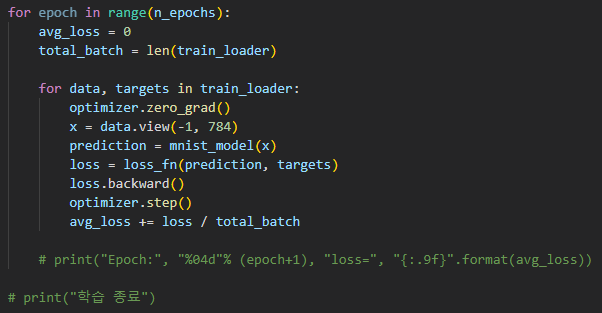 for epoch in range(n_epochs):
    avg_loss = 0
    total_batch = len(train_loader)

    for data, targets in train_loader:
        optimizer.zero_grad()
        x = data.view(-1, 784)
        prediction = mnist_model(x)
        loss = loss_fn(prediction, targets)
        loss.backward()
        optimizer.step()
        avg_loss += loss / total_batch

    # print("Epoch:", "%04d"% (epoch+1), "loss=", "{:.9f}".format(avg_loss))

# print("학습 종료")